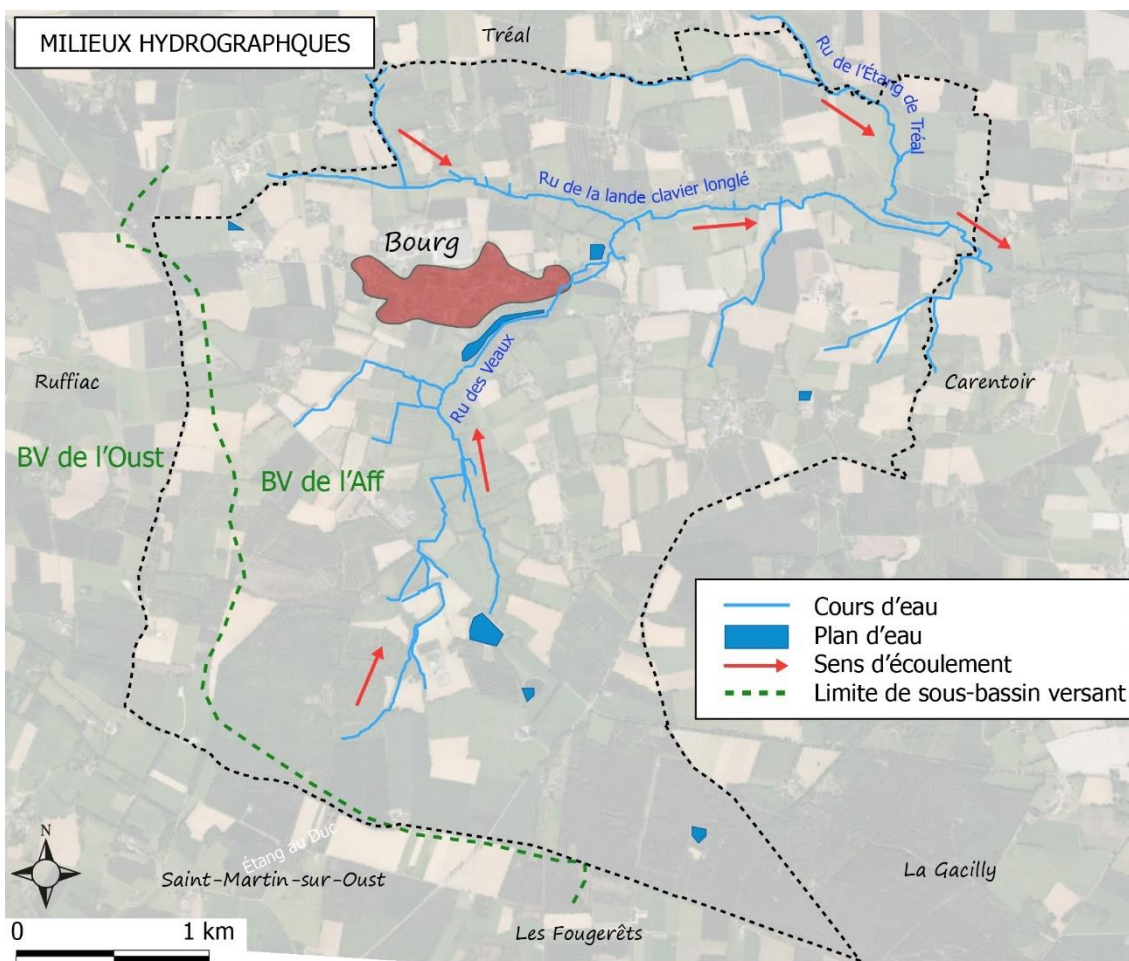 MILIEUX HYDROGRAPHQUES
Tréal
Ru de l'Étang de Tréal
Ru de la lande clavier longlé
Bourg
Ru des Veaux
Ruffiac
Carentoir
BV de l'Oust
BV de l'Aff
Cours d'eau
Plan d'eau
Sens d'écoulement
Limite de sous-bassin versant
Étang au Duc
N
Saint-Martin-sur-Oust
La Gacilly
Les Fougerêts
0 1 km